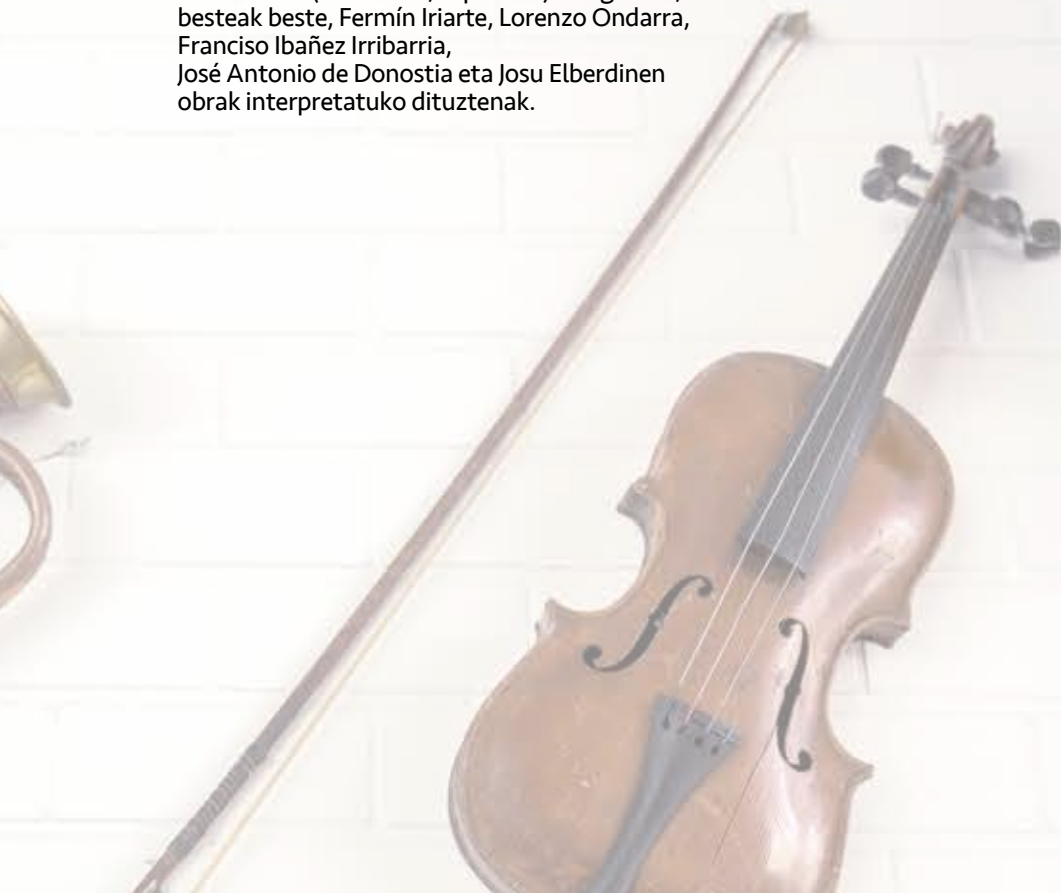 besteak beste, Fermín Iriarte, Lorenzo Ondarra,
Franciso Ibañez Irribarria,
José Antonio de Donostia eta Josu Elberdinen
obrak interpretatuko dituztenak.